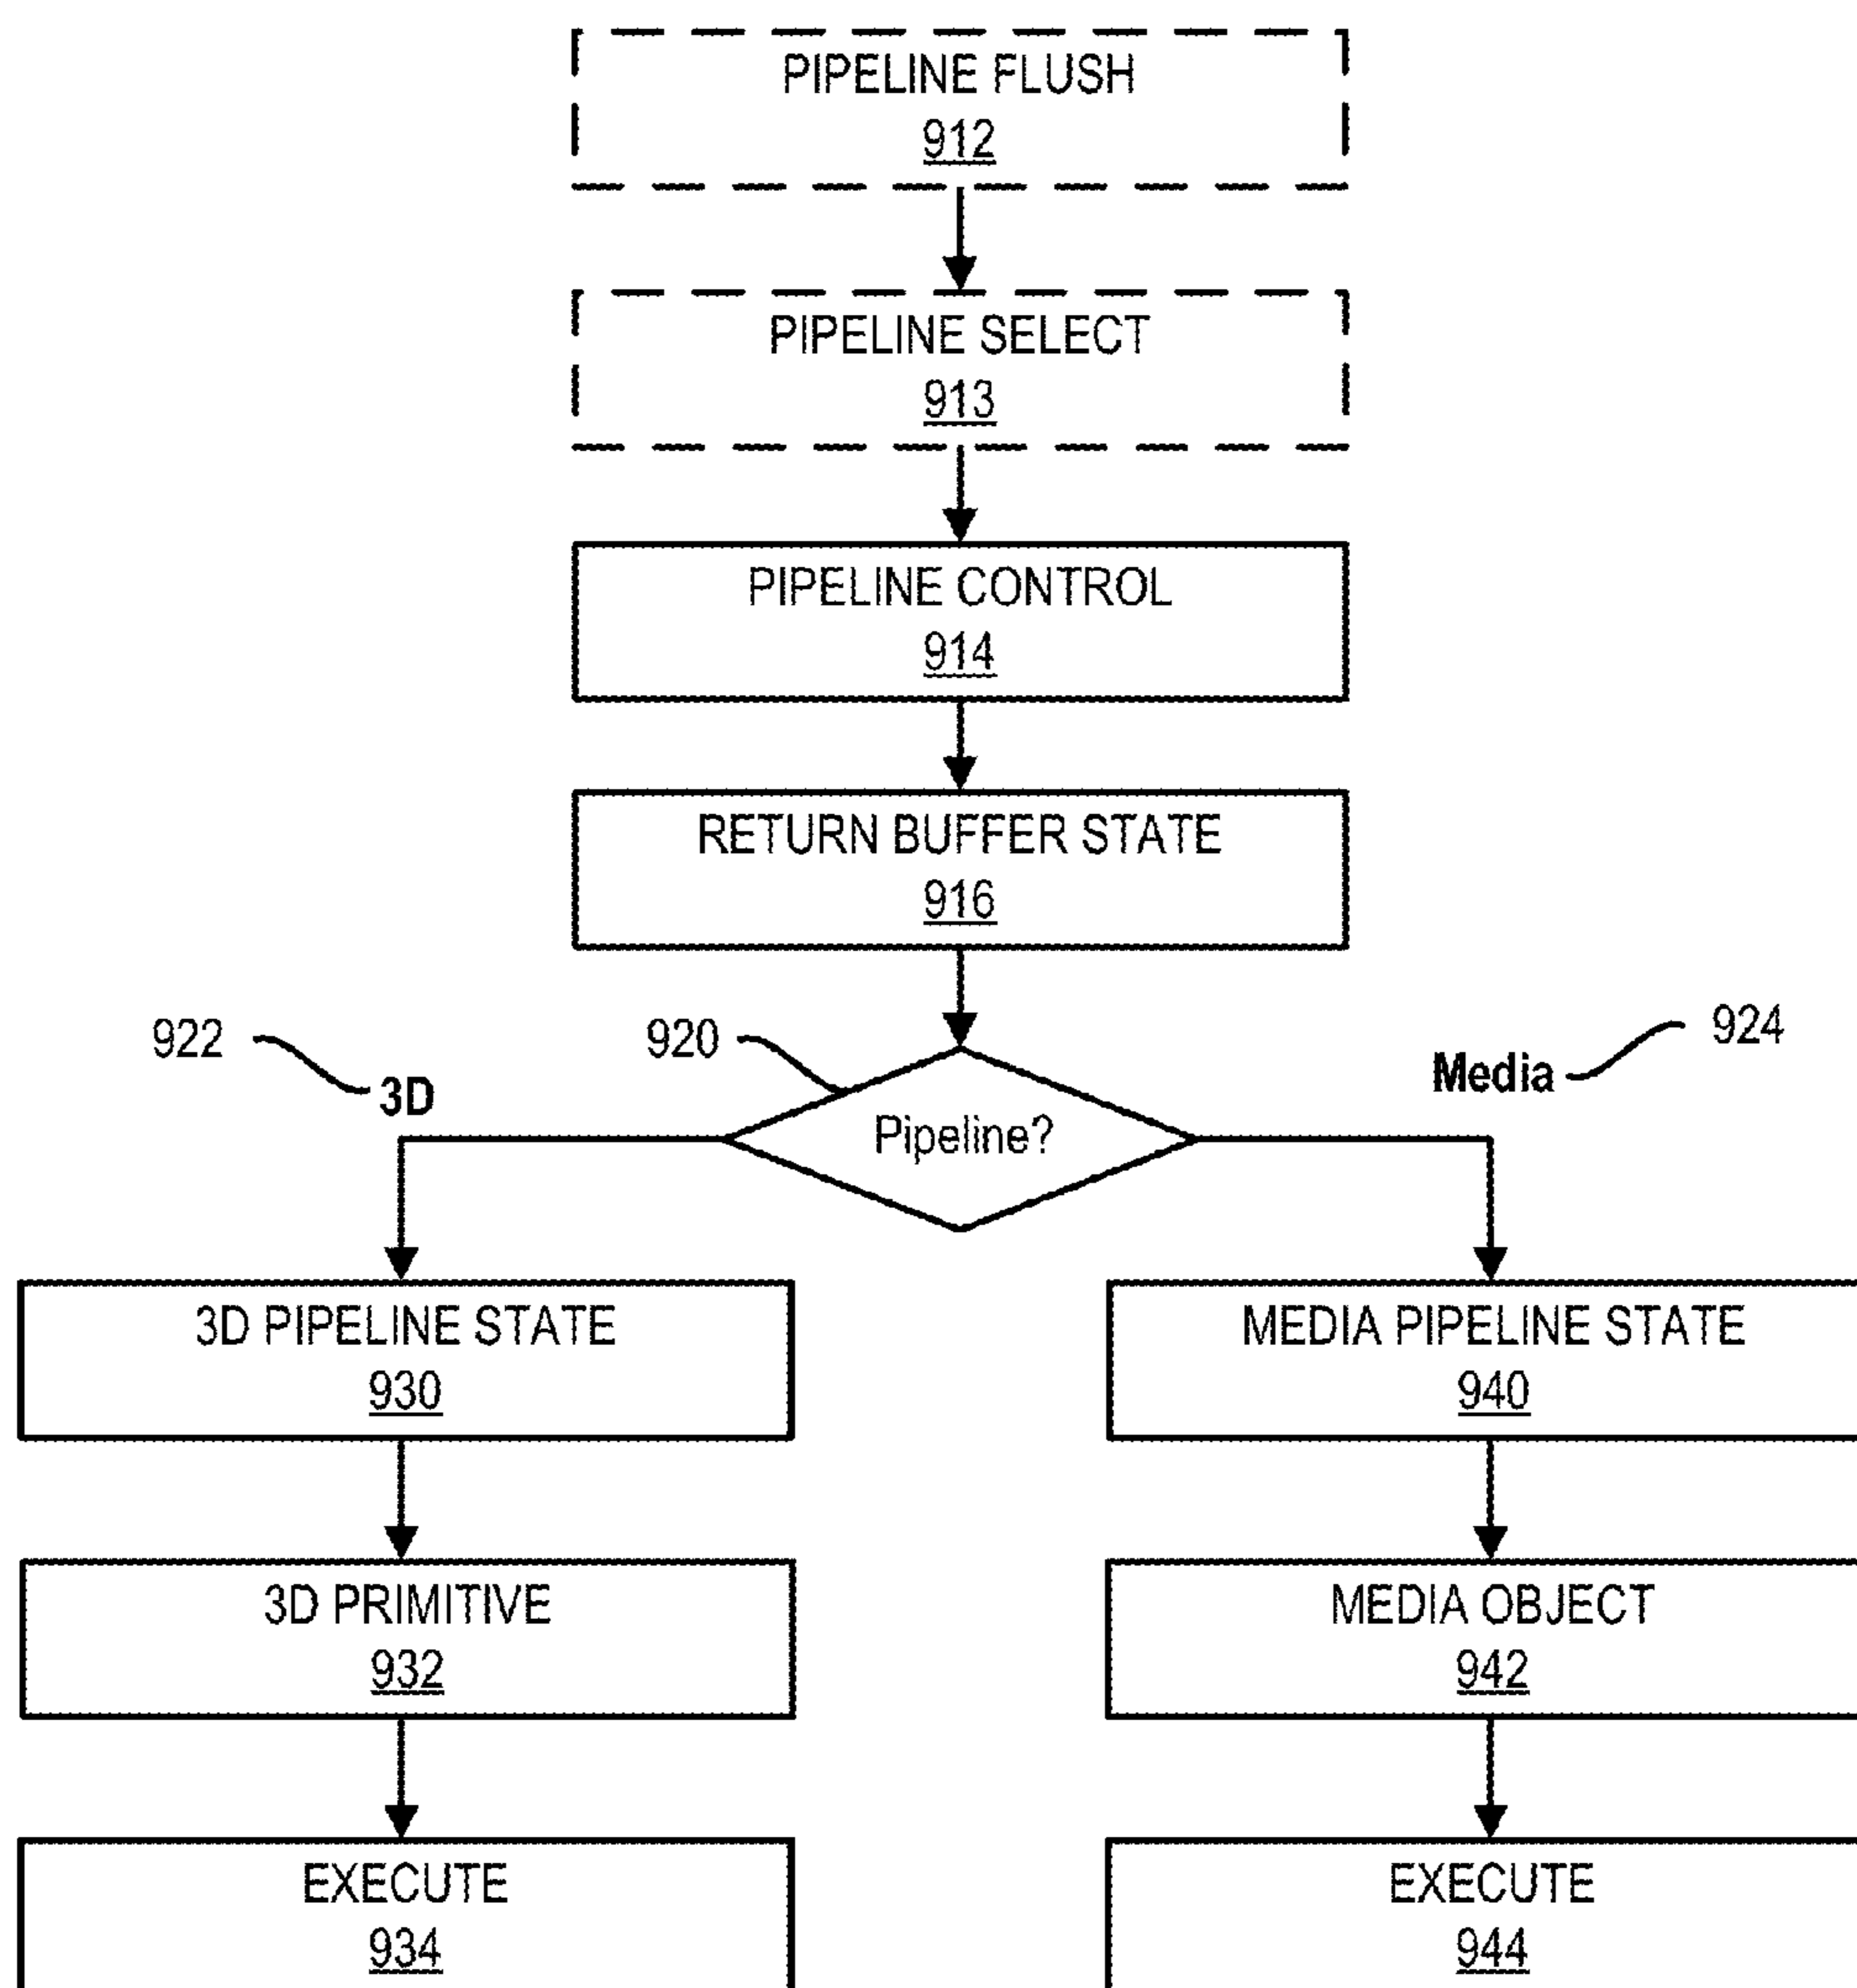 PIPELINE FLUSH
912
PIPELINE SELECT
913
PIPELINE CONTROL
914
RETURN BUFFER STATE
916
922
920
924
3D
Media
Pipeline?
3D PIPELINE STATE
930
MEDIA PIPELINE STATE
940
3D PRIMITIVE
932
MEDIA OBJECT
942
EXECUTE
934
EXECUTE
944